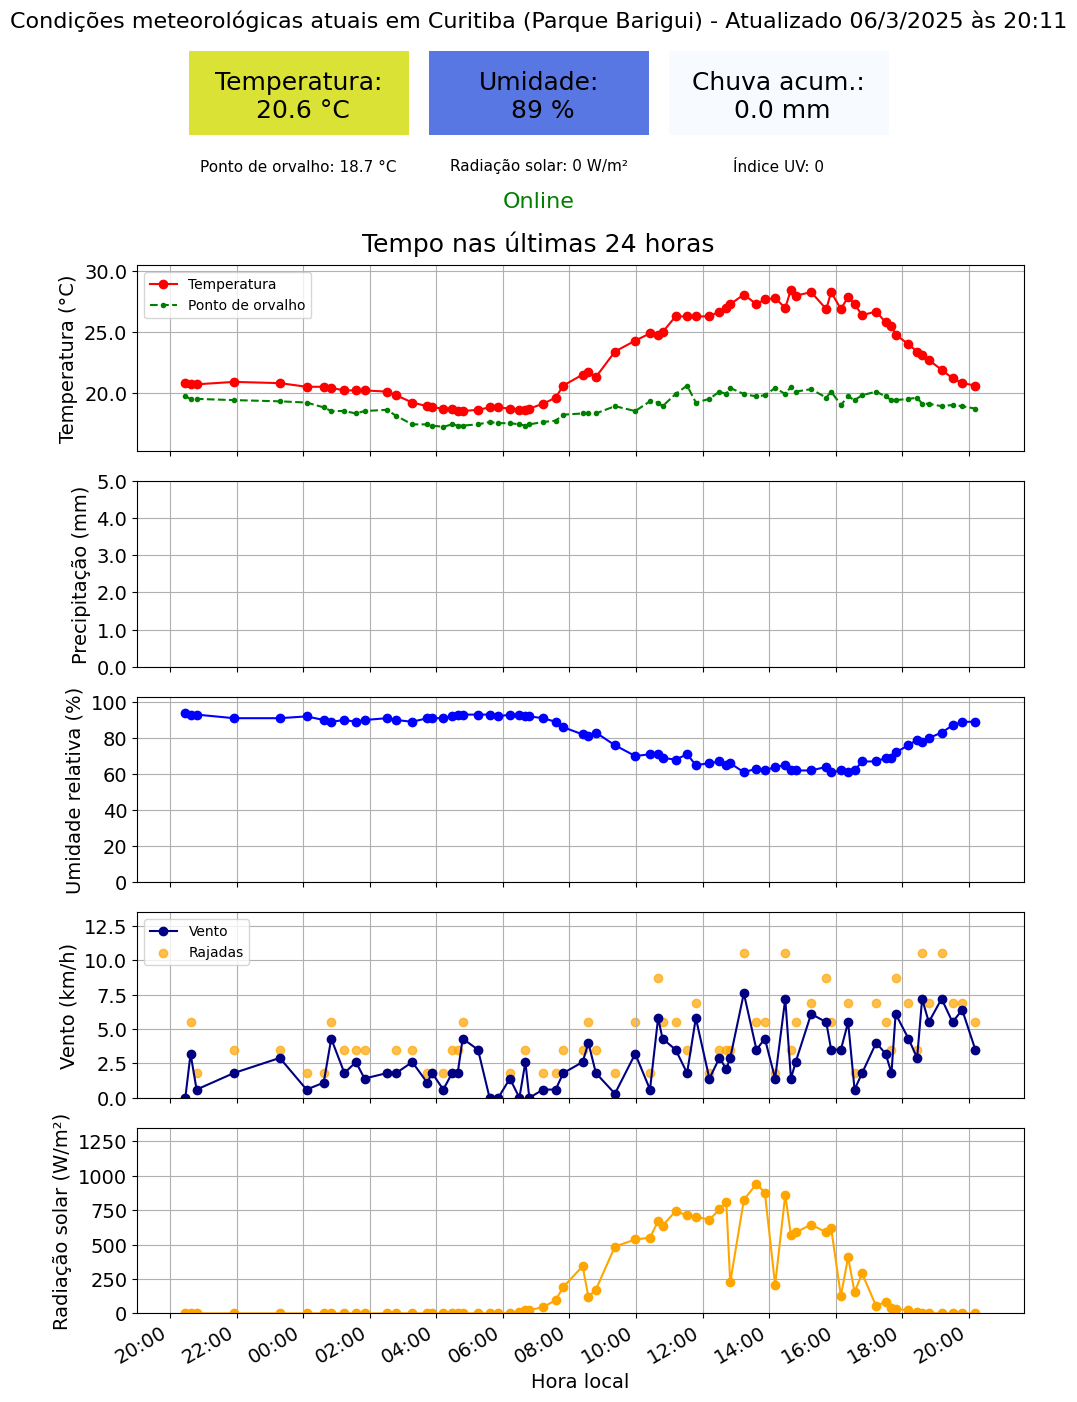 Condições meteorológicas atuais em Curitiba (Parque Barigui) - Atualizado 06/3/2025 às 20:11
Temperatura:
20.6 °C
Umidade:
89 %
Chuva acum.:
0.0 mm
Ponto de orvalho: 18.7 °C
Radiação solar: 0 W/m²
Índice UV: 0
Online
Tempo nas últimas 24 horas
Temperatura (°C)
30.0
25.0
20.0
Temperatura
Ponto de orvalho
Precipitação (mm)
5.0
4.0
3.0
2.0
1.0
0.0
Umidade relativa (%)
100
80
60
40
20
0
Vento (km/h)
12.5
10.0
7.5
5.0
2.5
0.0
Vento
Rajadas
Radiação solar (W/m²)
1250
1000
750
500
250
0
20:00
22:00
00:00
02:00
04:00
06:00
08:00
10:00
12:00
14:00
16:00
18:00
20:00
Hora local